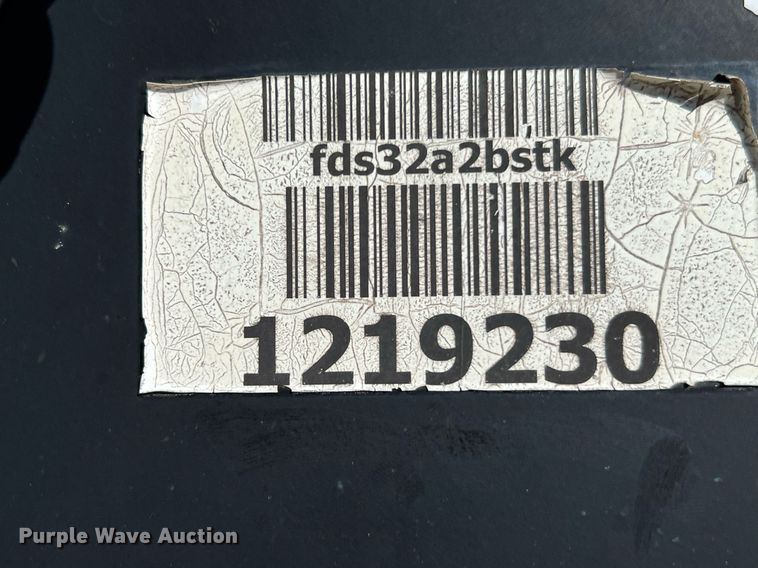 fds32a2bstk
1219230
Purple Wave Auction